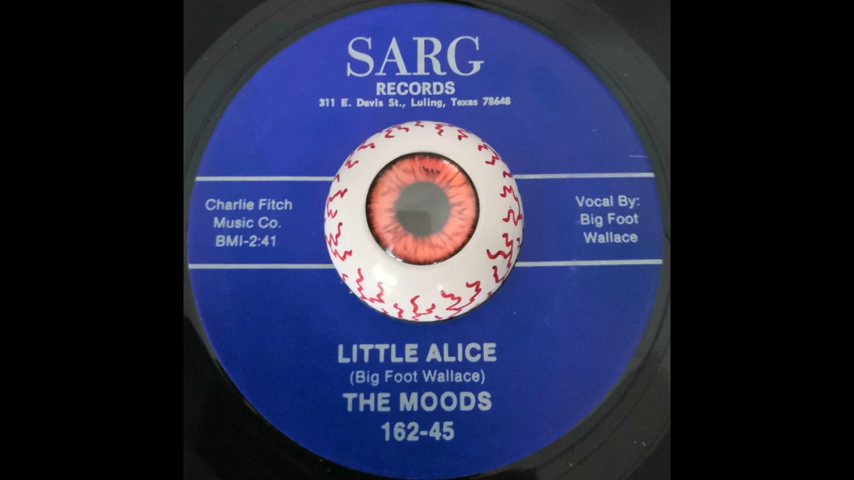 SARG
RECORDS
311 E. Davis St., Luling, Texas 78648
Charlie Fitch
Music Co.
BMI-2:41
Vocal By:
Big Foot
Wallace
LITTLE ALICE
(Big Foot Wallace)
THE MOODS
162-45